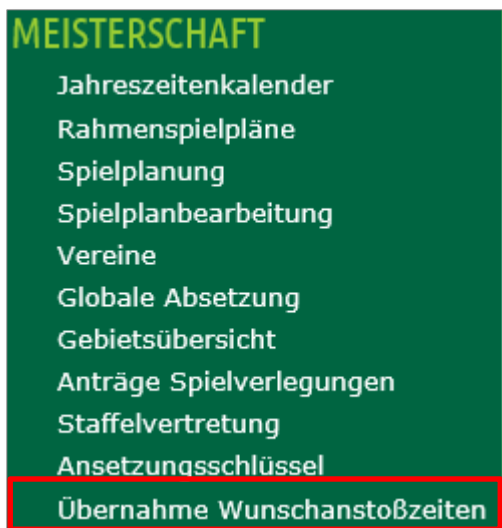 MEISTERSCHAFT
Jahreszeitenkalender
Rahmenspielpläne
Spielplanung
Spielplanbearbeitung
Vereine
Globale Absetzung
Gebietsübersicht
Anträge Spielverlegungen
Staffelvertretung
Ansetzungsschlüssel
Übernahme Wunschanstoßzeiten